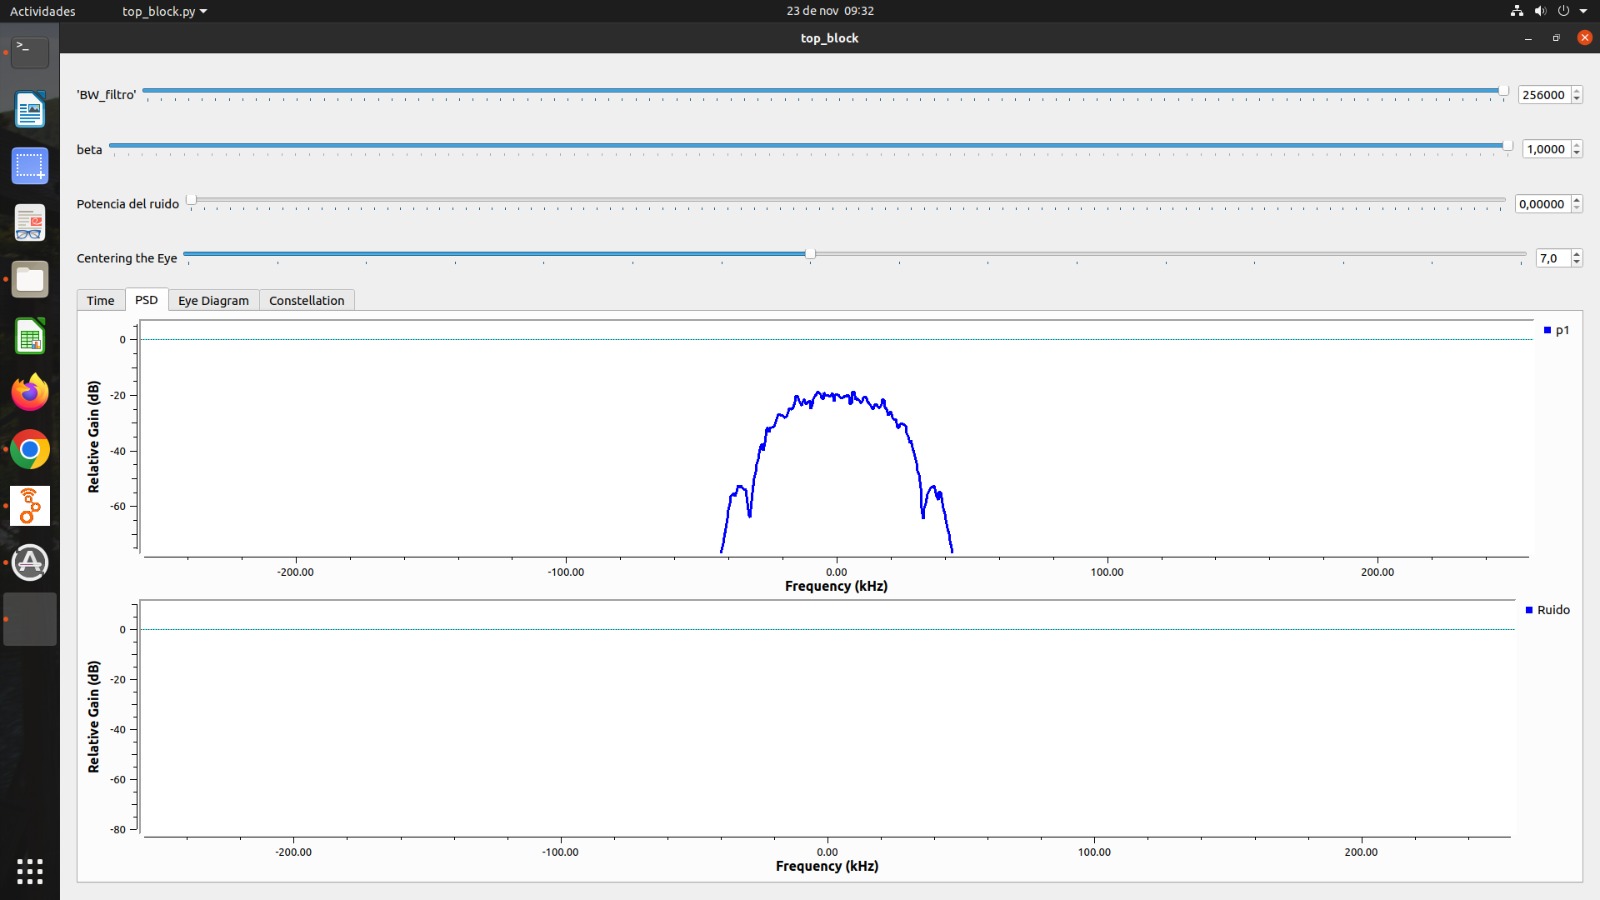 Actividades top_block.py 23 de nov 09:32
top_block
'BW_filtro' 256000
beta 1,0000
Potencia del ruido 0,00000
Centering the Eye 7,0
Time PSD Eye Diagram Constellation
p1
0
-20
-40
-60
Relative Gain (dB)
-200.00 -100.00 0.00 100.00 200.00
Frequency (kHz)
Ruido
0
-20
-40
-60
-80
Relative Gain (dB)
-200.00 -100.00 0.00 100.00 200.00
Frequency (kHz)